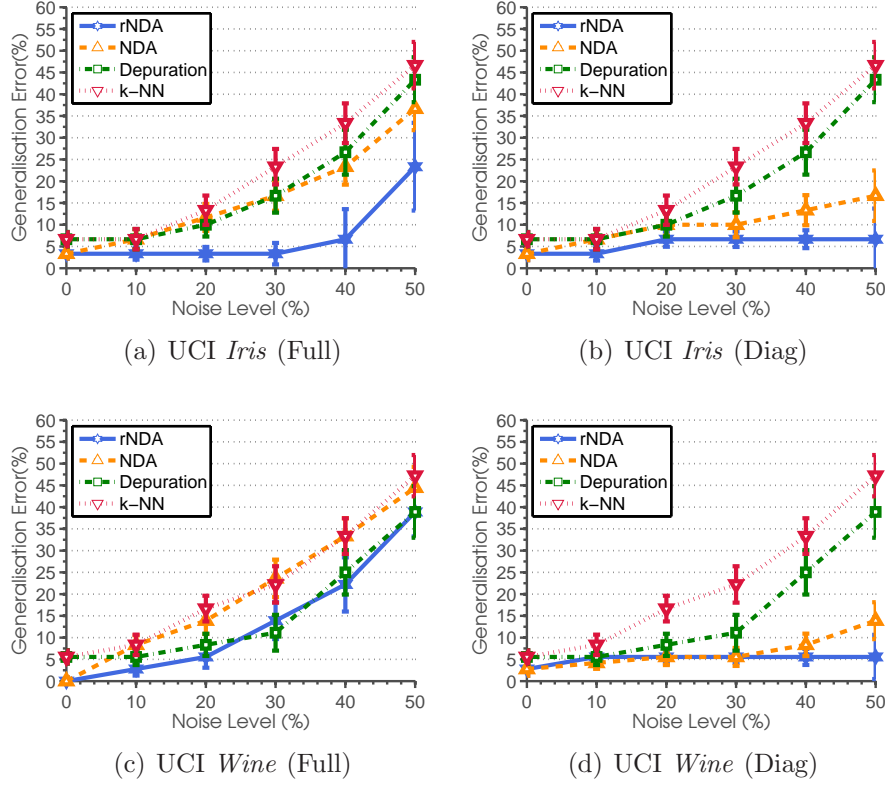 60
55
50
45
40
35
30
25
20
15
10
5
0
Generalisation Error(%)
rNDA
NDA
Depuration
k−NN
0 10 20 30 40 50
Noise Level (%)
(a) UCI Iris (Full)
60
55
50
45
40
35
30
25
20
15
10
5
0
Generalisation Error(%)
rNDA
NDA
Depuration
k−NN
0 10 20 30 40 50
Noise Level (%)
(b) UCI Iris (Diag)
60
55
50
45
40
35
30
25
20
15
10
5
0
Generalisation Error(%)
rNDA
NDA
Depuration
k−NN
0 10 20 30 40 50
Noise Level (%)
(c) UCI Wine (Full)
60
55
50
45
40
35
30
25
20
15
10
5
0
Generalisation Error(%)
rNDA
NDA
Depuration
k−NN
0 10 20 30 40 50
Noise Level (%)
(d) UCI Wine (Diag)